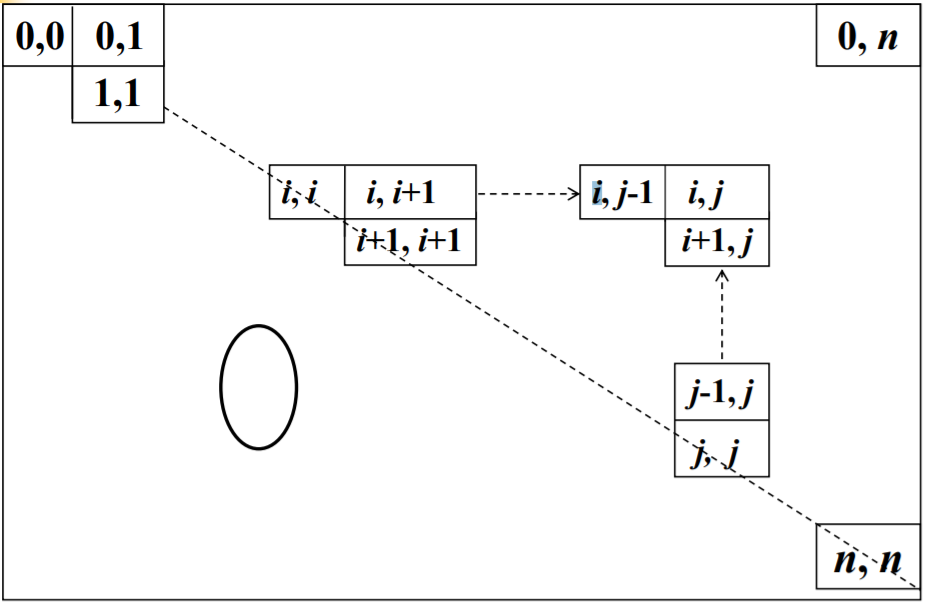 0,0 0,1 0, n
1,1
i, i i, i+1 i, j-1 i, j
i+1, i+1 i+1, j
j-1, j
j, j
n, n